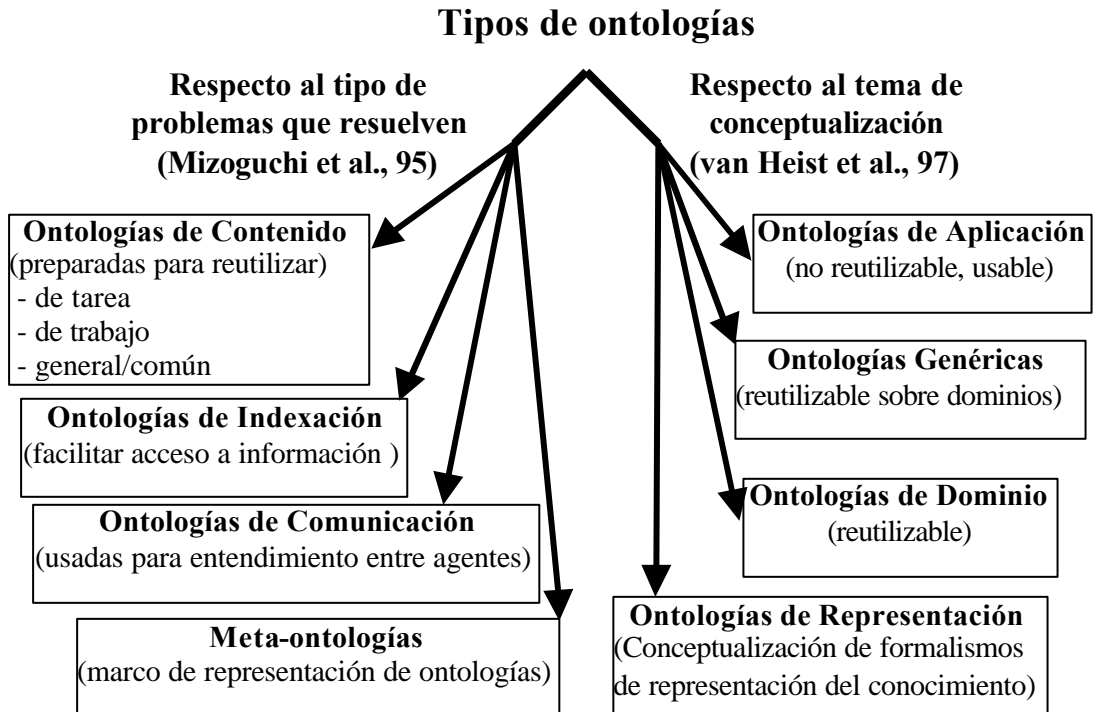 Tipos de ontologías
Respecto al tipo de
problemas que resuelven
(Mizoguchi et al., 95)
Respecto al tema de
conceptualización
(van Heist et al., 97)
Ontologías de Contenido
(preparadas para reutilizar)
- de tarea
- de trabajo
- general/común
Ontologías de Indexación
(facilitar acceso a información )
Ontologías de Comunicación
(usadas para entendimiento entre agentes)
Meta-ontologías
(marco de representación de ontologías)
Ontologías de Aplicación
(no reutilizable, usable)
Ontologías Genéricas
(reutilizable sobre dominios)
Ontologías de Dominio
(reutilizable)
Ontologías de Representación
(Conceptualización de formalismos
de representación del conocimiento)